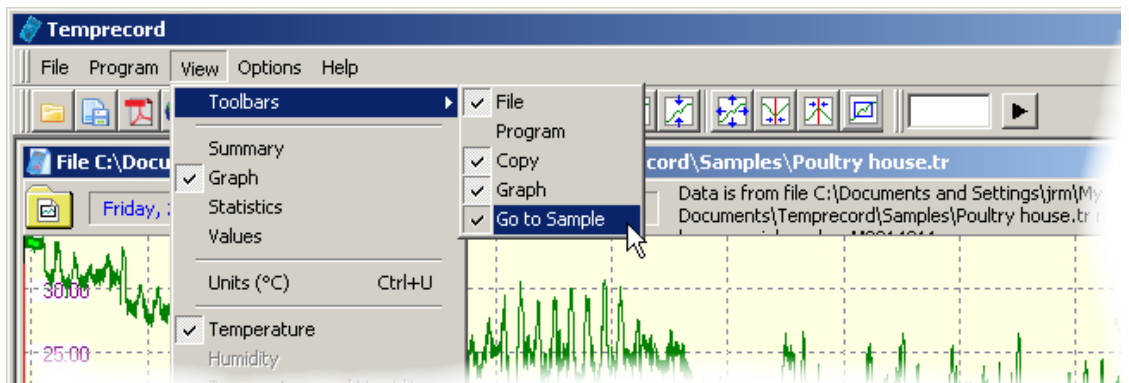 Temprecord
File Program View Options Help
Toolbars
Summary
Graph
Statistics
Values
Units (°C) Ctrl+U
Temperature
Humidity
File
Program
Copy
Graph
Go to Sample
File C:\Docu
cord\Samples\Poultry house.tr
Friday,
Data is from file C:\Documents and Settings\jrm\My
Documents\Temprecord\Samples\Poultry house.tr
30:00
25:00